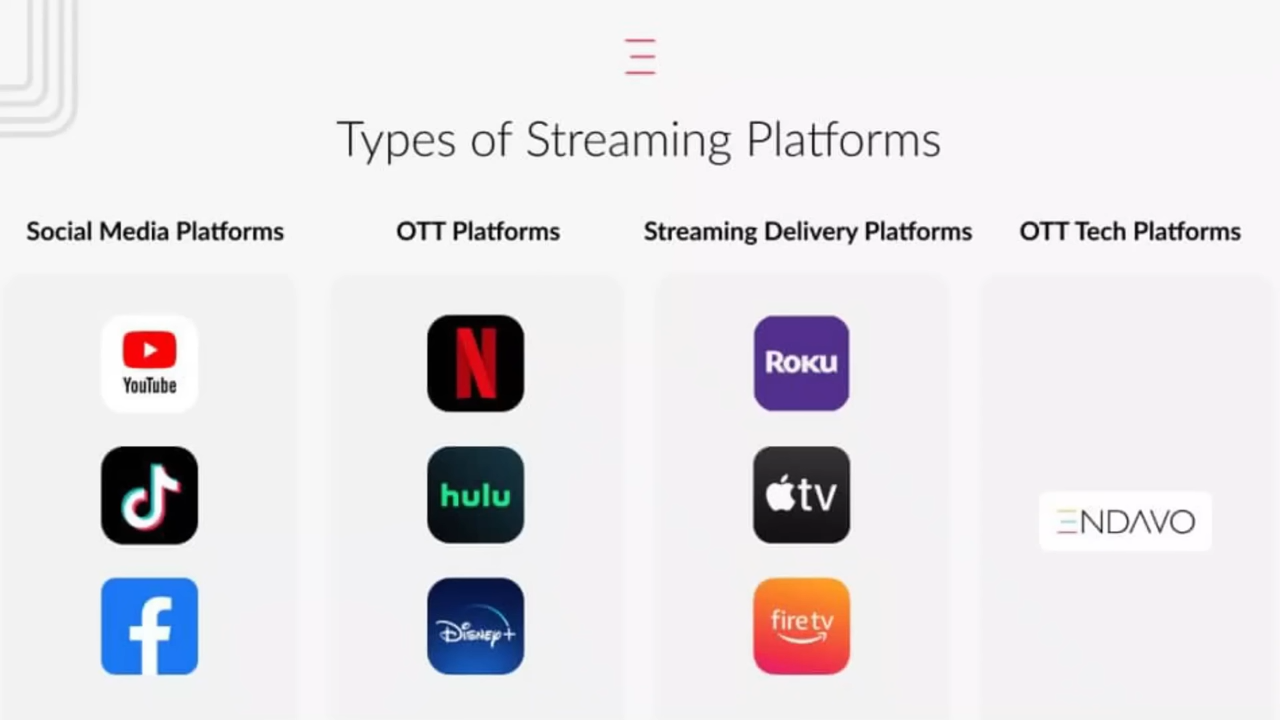 Types of Streaming Platforms
Social Media Platforms
OTT Platforms
Streaming Delivery Platforms
OTT Tech Platforms
YouTube
N
Roku
hulu
tv
Disney+
fire tv
ENDAVO